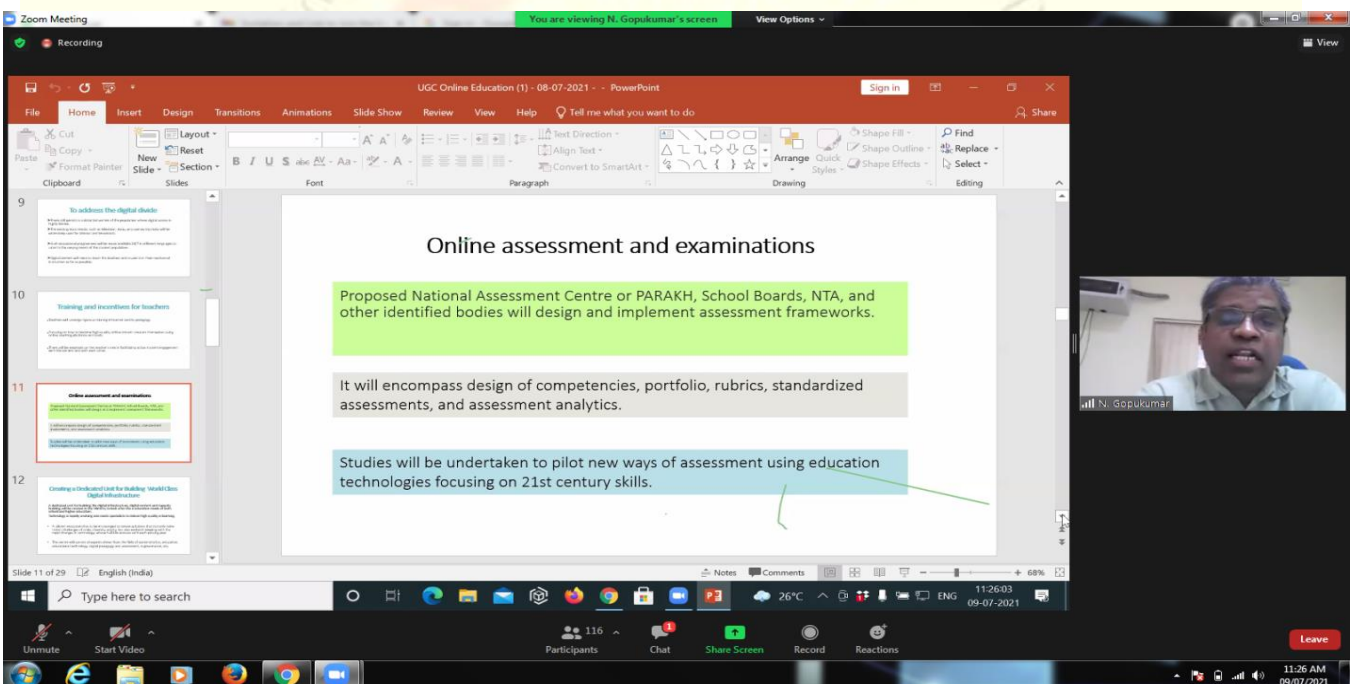 Zoom Meeting
You are viewing N. Gopukumar's screen
View Options
Recording
View
UGC Online Education (1) - 08-07-2021 - - PowerPoint
Sign in
File Home Insert Design Transitions Animations Slide Show Review View Help Tell me what you want to do
Share
Paste
Cut
Copy
Format Painter
Clipboard
New Slide
Layout
Reset
Section
Slides
B I U S abc AV Aa A
Font
Text Direction
Align Text
Convert to SmartArt
Paragraph
Arrange
Quick Styles
Shape Fill
Shape Outline
Shape Effects
Drawing
Find
Replace
Select
Editing
9
To address the digital divide
10
Training and incentives for teachers
11
Online assessment and examinations
12
Creating a Dedicated Unit for Building World Class
Digital Infrastructure
Online assessment and examinations
Proposed National Assessment Centre or PARAKH, School Boards, NTA, and
other identified bodies will design and implement assessment frameworks.
It will encompass design of competencies, portfolio, rubrics, standardized
assessments, and assessment analytics.
Studies will be undertaken to pilot new ways of assessment using education
technologies focusing on 21st century skills.
N. Gopukumar
Slide 11 of 29 English (India)
Notes Comments 68%
Type here to search
26°C ENG
11:26:03
09-07-2021
Unmute
Start Video
116
Participants
1
Chat
Share Screen
Record
Reactions
Leave
11:26 AM
09/07/2021